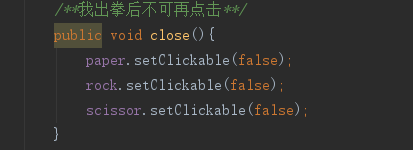 /**我出拳后不可再点击**/
public void close(){
paper.setClickable(false);
rock.setClickable(false);
scissor.setClickable(false);
}